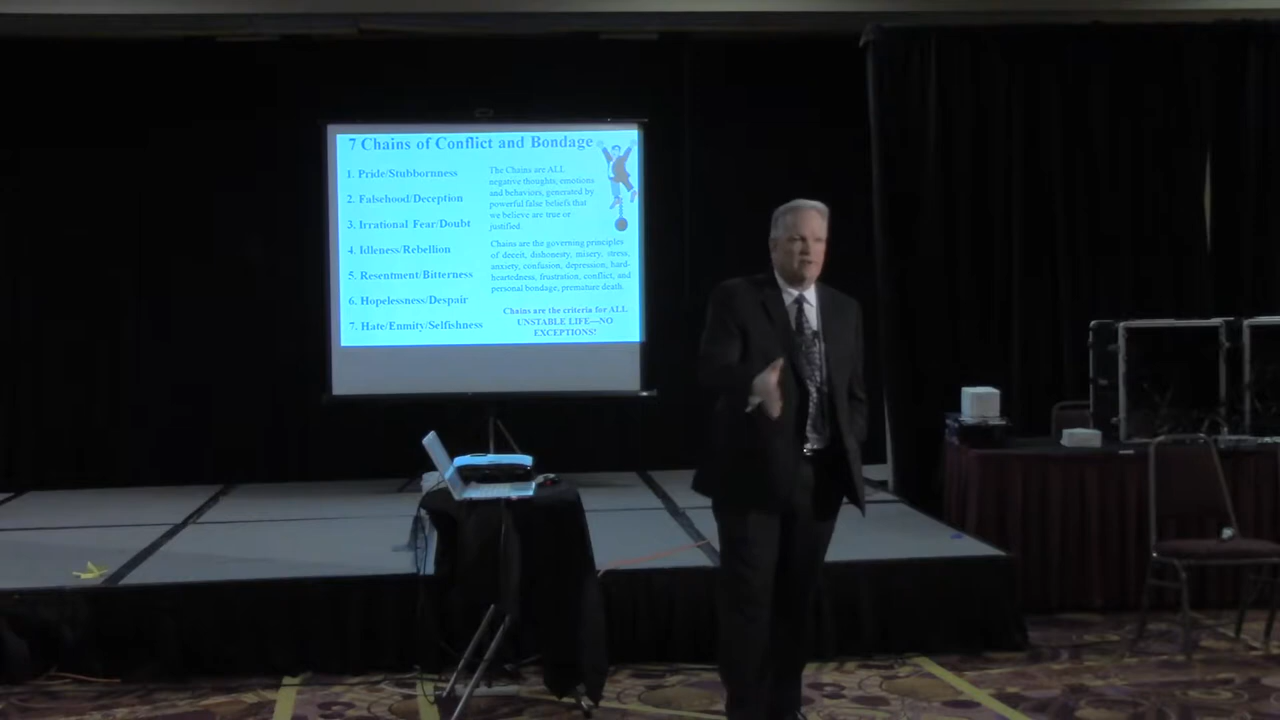 7 Chains of Conflict and Bondage
1. Pride/Stubbornness
2. Falsehood/Deception
3. Irrational Fear/Doubt
4. Idleness/Rebellion
5. Resentment/Bitterness
6. Hopelessness/Despair
7. Hate/Enmity/Selfishness
The Chains are ALL
negative thoughts, emotions
and behaviors, generated by
powerful false beliefs that
we believe are true or
justified.
Chains are the governing principles
of deceit, dishonesty, misery, stress,
anxiety, confusion, depression, hard-
heartedness, frustration, conflict, and
personal bondage, premature death.
Chains are the criteria for ALL
UNSTABLE LIFE—NO
EXCEPTIONS!